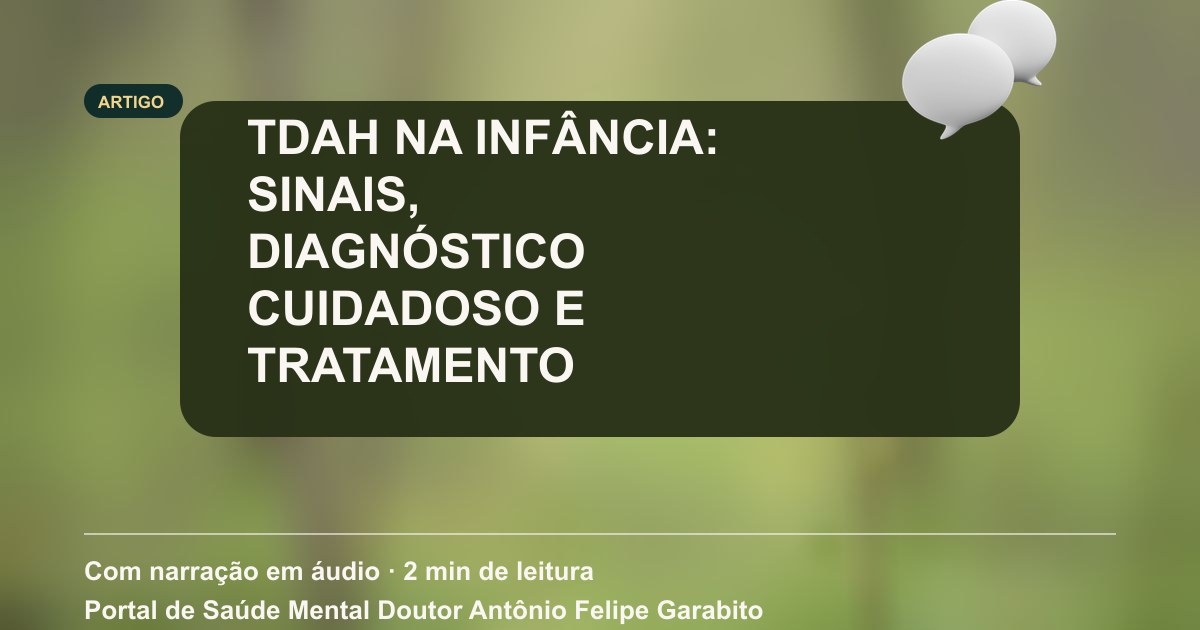 ARTIGO
TDAH NA INFÂNCIA:
SINAIS,
DIAGNÓSTICO
CUIDADOSO E
TRATAMENTO
Com narração em áudio · 2 min de leitura
Portal de Saúde Mental Doutor Antônio Felipe Garabito